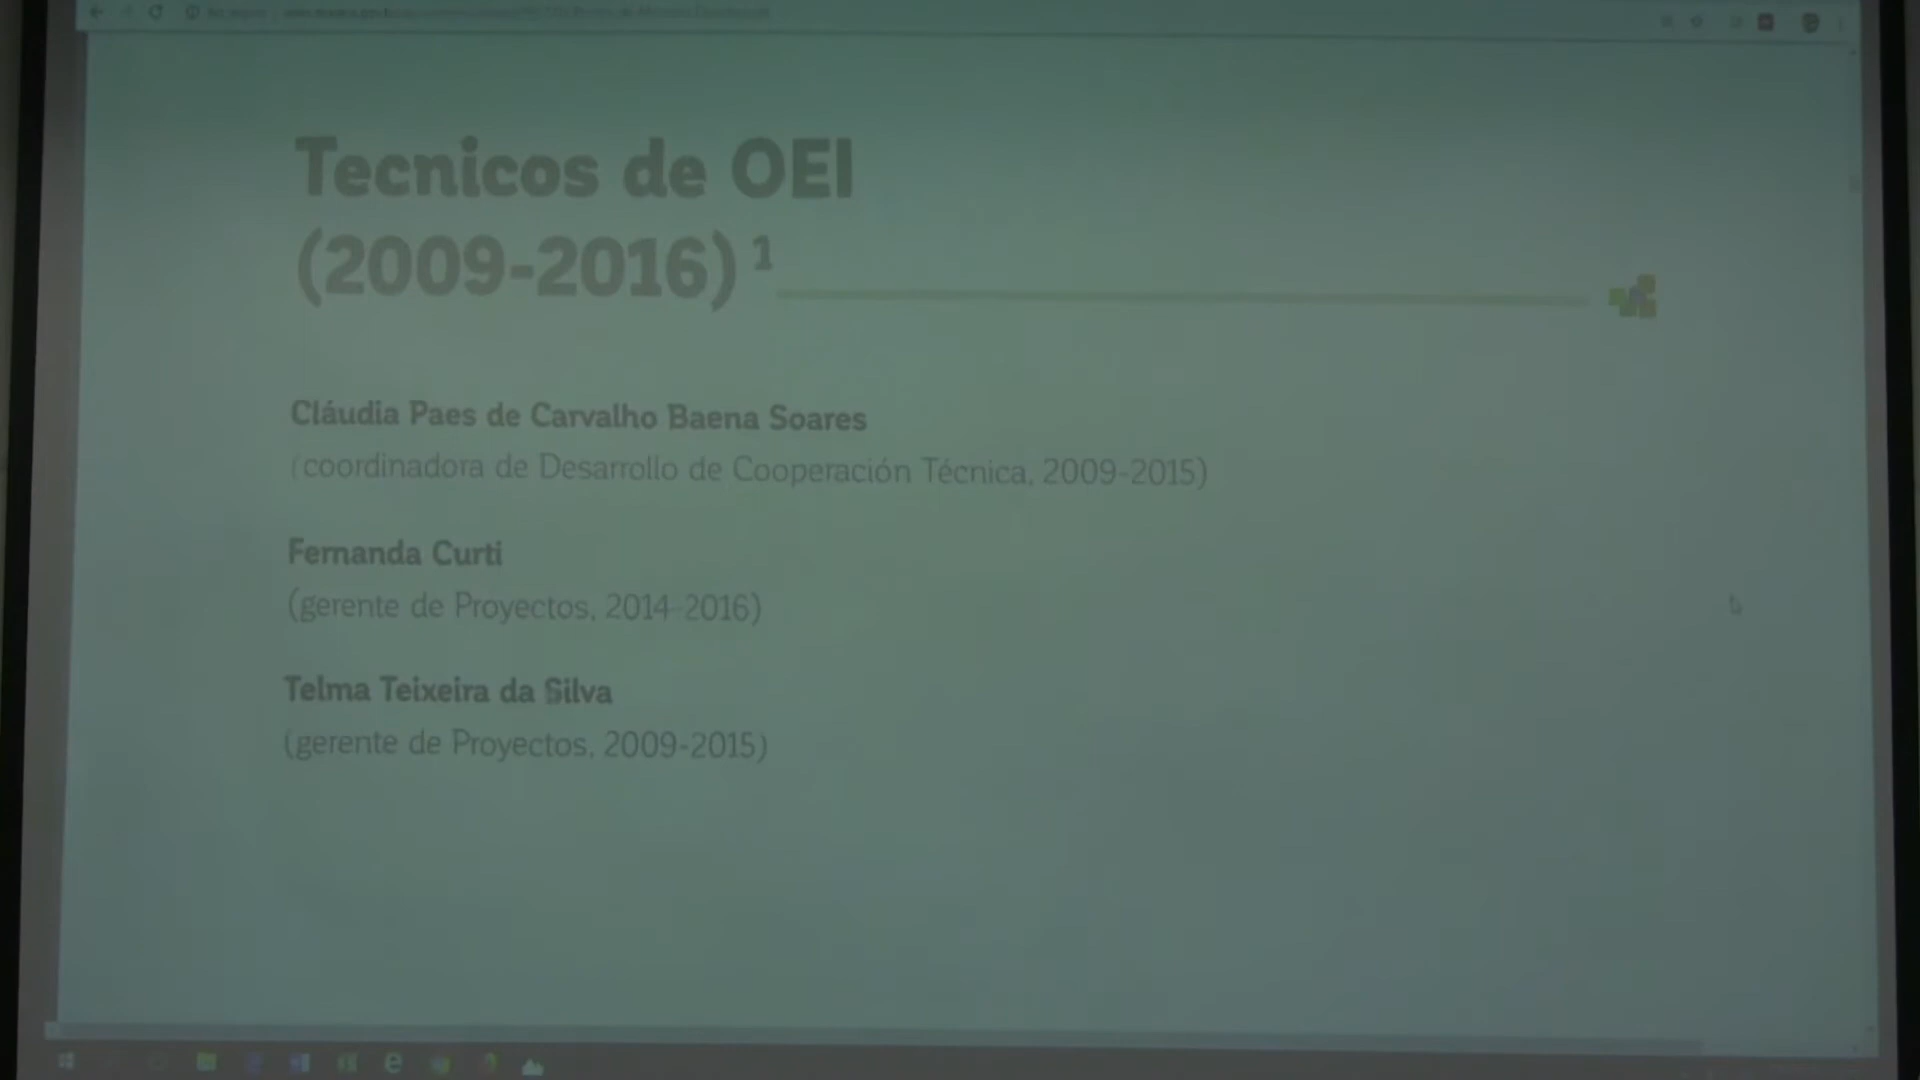 Tecnicos de OEI
(2009-2016) 1
Cláudia Paes de Carvalho Baena Soares
(coordinadora de Desarrollo de Cooperación Técnica, 2009-2015)
Fernanda Curti
(gerente de Proyectos, 2014-2016)
Telma Teixeira da Silva
(gerente de Proyectos, 2009-2015)